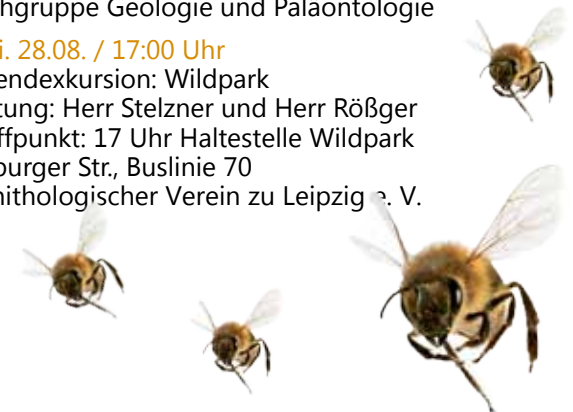 hgruppe Geologie und Paläontologie
i. 28.08. / 17:00 Uhr
endexkursion: Wildpark
tung: Herr Stelzner und Herr Rößger
ffpunkt: 17 Uhr Haltestelle Wildpark
burger Str., Buslinie 70
nithologischer Verein zu Leipzig e. V.